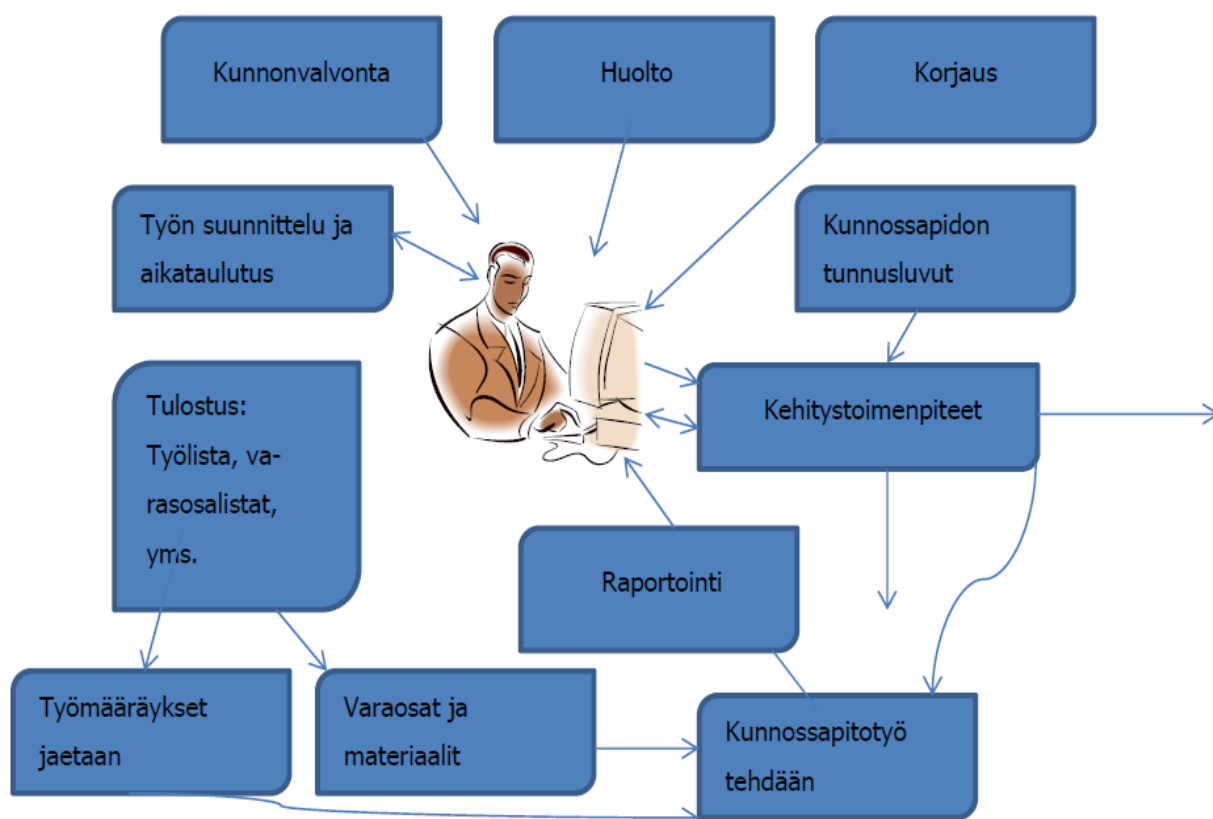 Kunnonvalvonta
Huolto
Korjaus
Työn suunnittelu ja
aikataulutus
Kunnossapidon
tunnusluvut
Tulostus:
Työlista, va-
rasosalistat,
yms.
Kehitystoimenpiteet
Raportointi
Työmääräykset
jaetaan
Varaosat ja
materiaalit
Kunnossapitotyö
tehdään